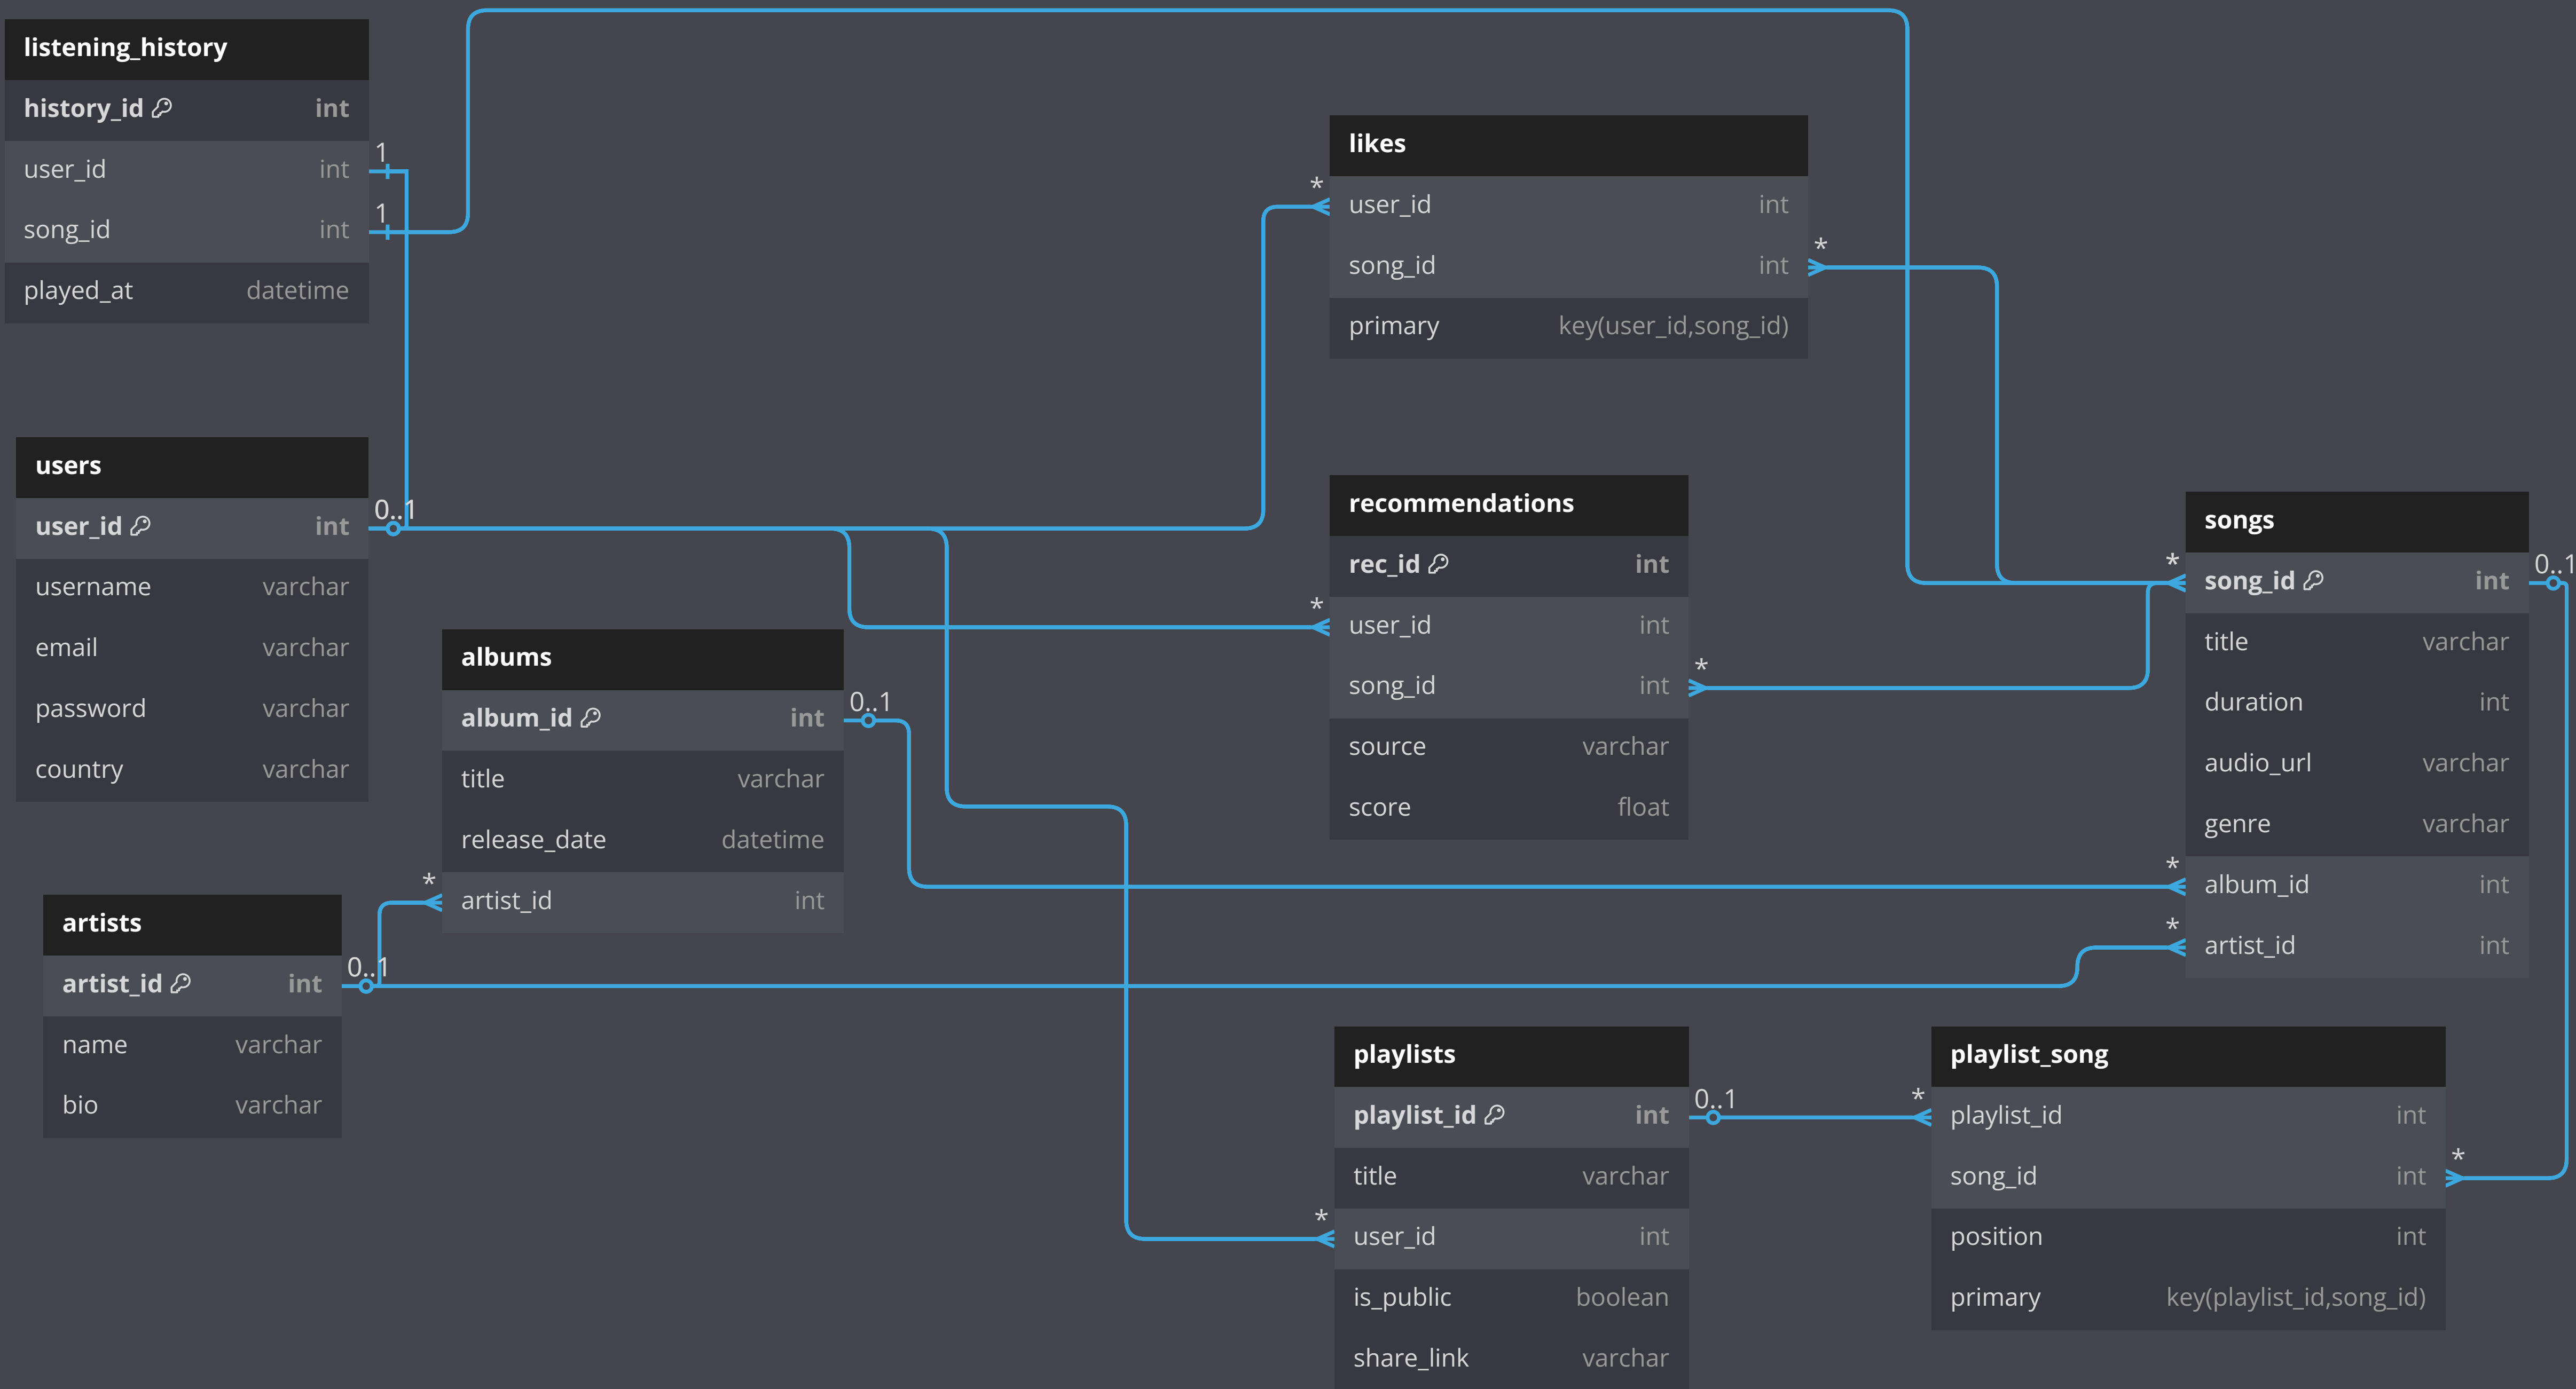 listening_history
history_id int
1
user_id int
1
song_id int
played_at datetime
likes
*
user_id int
*
song_id int
primary key(user_id,song_id)
users
0..1
user_id int
username varchar
email varchar
password varchar
country varchar
recommendations
rec_id int
*
user_id int
*
song_id int
source varchar
score float
songs
*
0..1
song_id int
title varchar
duration int
audio_url varchar
genre varchar
*
album_id int
*
artist_id int
albums
0..1
album_id int
title varchar
release_date datetime
*
artist_id int
artists
0..1
artist_id int
name varchar
bio varchar
playlists
0..1
playlist_id int
title varchar
*
user_id int
is_public boolean
share_link varchar
playlist_song
*
playlist_id int
*
song_id int
position int
primary key(playlist_id,song_id)